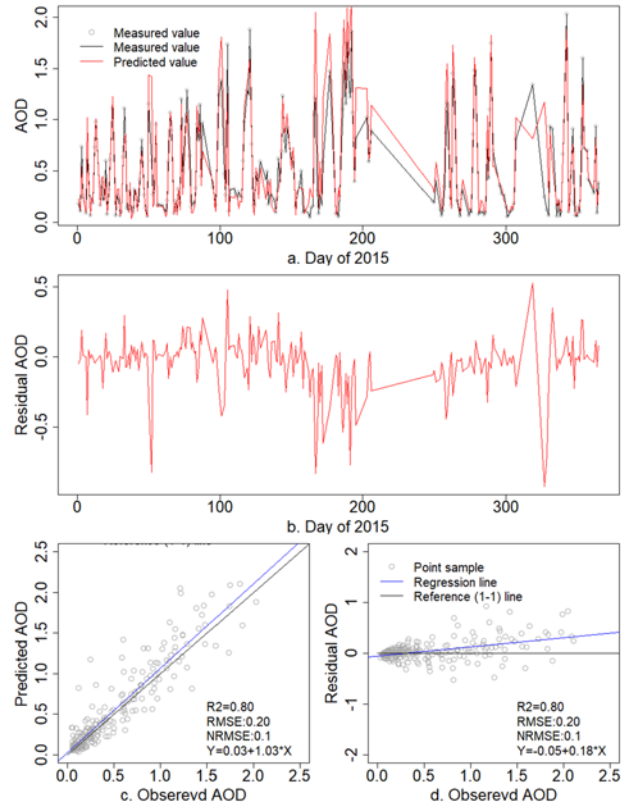 Measured value
Measured value
Predicted value
AOD
0.0 0.5 1.0 1.5 2.0
0 100 200 300
a. Day of 2015
Residual AOD
-0.5 0.0 0.5
0 100 200 300
b. Day of 2015
Predicted AOD
0.0 0.5 1.0 1.5 2.0 2.5
R2=0.80
RMSE:0.20
NRMSE:0.1
Y=0.03+1.03*X
0.0 0.5 1.0 1.5 2.0 2.5
c. Obserevd AOD
Residual AOD
-2 -1 0 1 2
Point sample
Regression line
Reference (1-1) line
R2=0.80
RMSE:0.20
NRMSE:0.1
Y=-0.05+0.18*X
0.0 0.5 1.0 1.5 2.0 2.5
d. Obserevd AOD